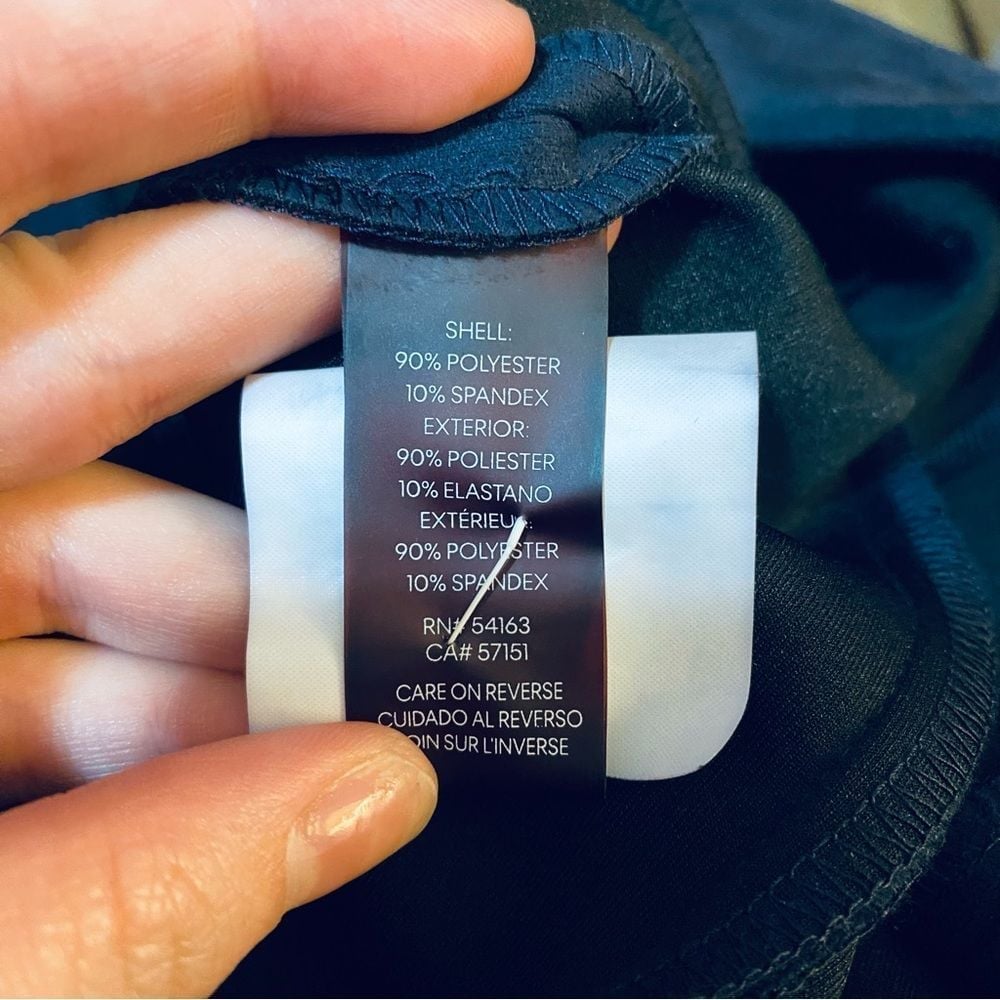 SHELL:
90% POLYESTER
10% SPANDEX
EXTERIOR:
90% POLIESTER
10% ELASTANO
EXTÉRIEUR:
90% POLYESTER
10% SPANDEX
RN# 54163
CA# 57151
CARE ON REVERSE
CUIDADO AL REVERSO
SUR L'INVERSE